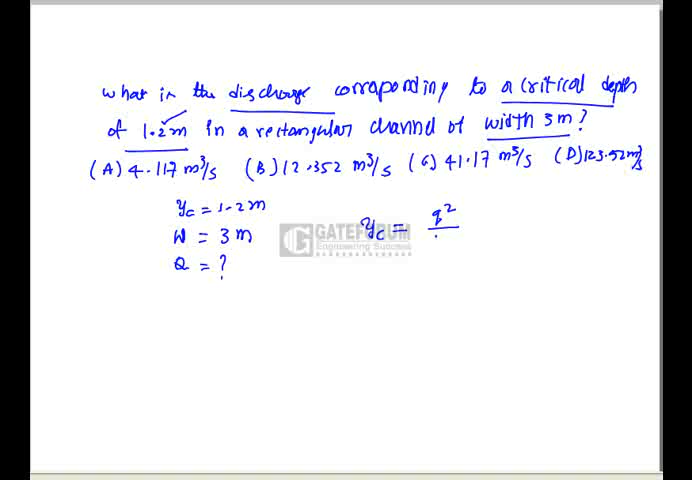 what is the discharge correponding to a critical depth
of 1.2m in a rectangular channel of width 3m?
(A) 4.117 m³/s (B) 12.352 m³/s (C) 41.17 m³/s (D) 123.52 m³/s
yc = 1.2m
W = 3m
Q = ?
yc = q²
GATEFORUM
Engineering Success